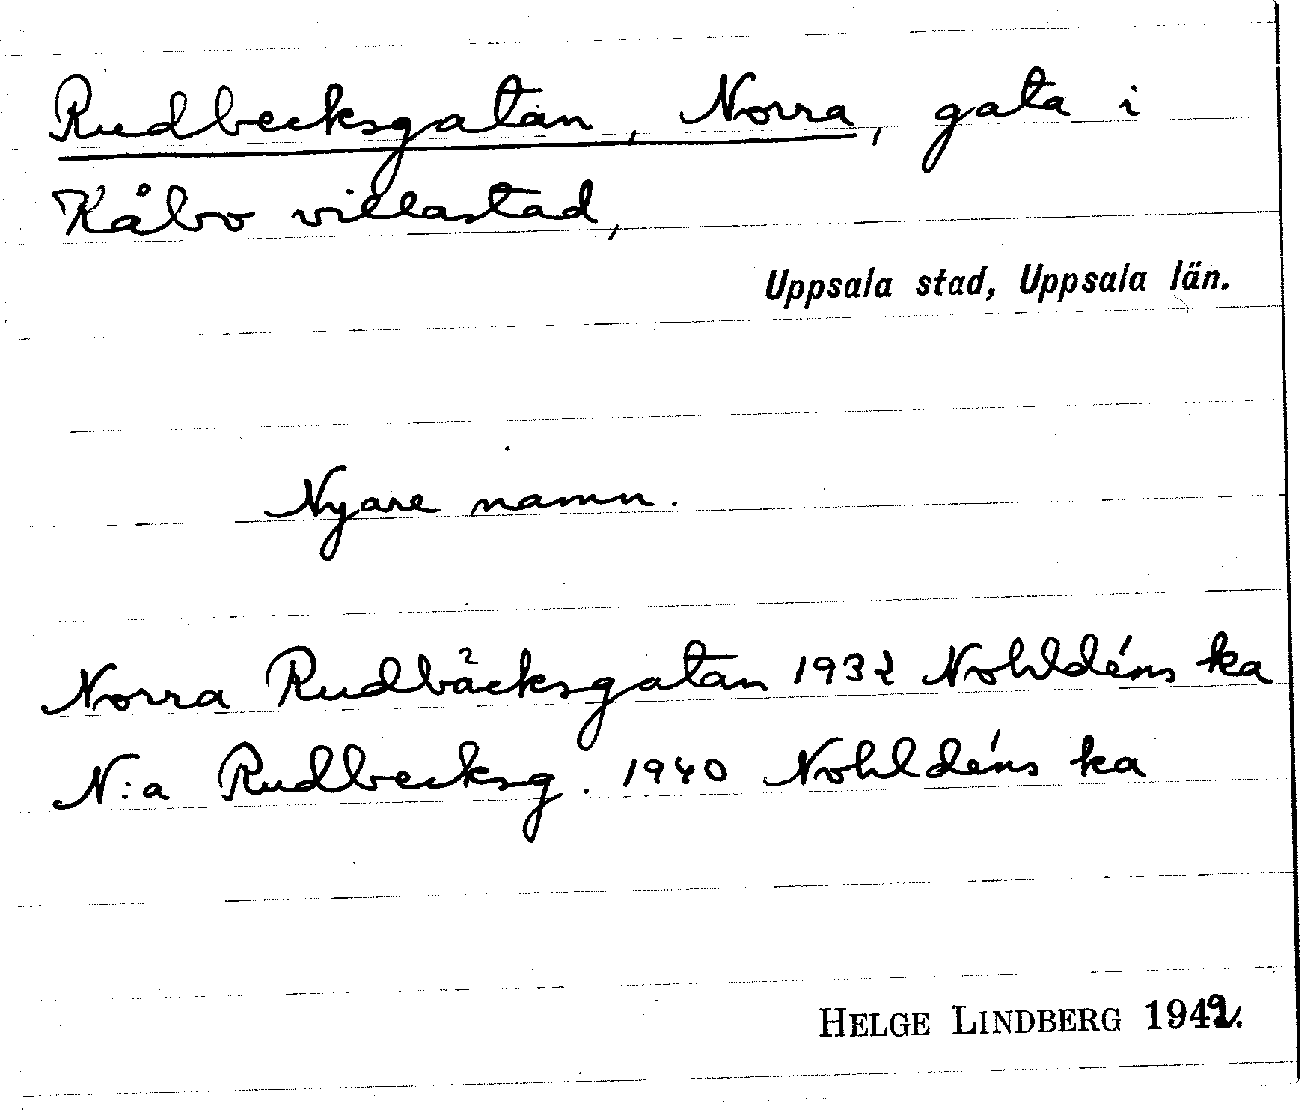 Rudbecksgatan, Norra, gata i
Kåbo villastad,
Uppsala stad, Uppsala län.
Nyare namn.
Norra Rudbäcksgatan 1932 Nohldéns ka
N:a Rudbecksg. 1940 Nohldéns ka
HELGE LINDBERG